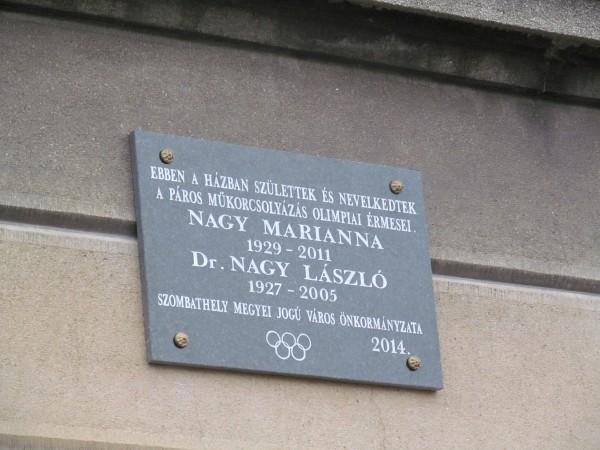 EBBEN A HÁZBAN SZÜLETTEK ÉS NEVELKEDTEK
A PÁROS MŰKORCSOLYÁZÁS OLIMPIAI ÉRMESEI.
NAGY MARIANNA
1929 - 2011
Dr. NAGY LÁSZLÓ
1927 - 2005
SZOMBATHELY MEGYEI JOGÚ VÁROS ÖNKORMÁNYZATA
2014.